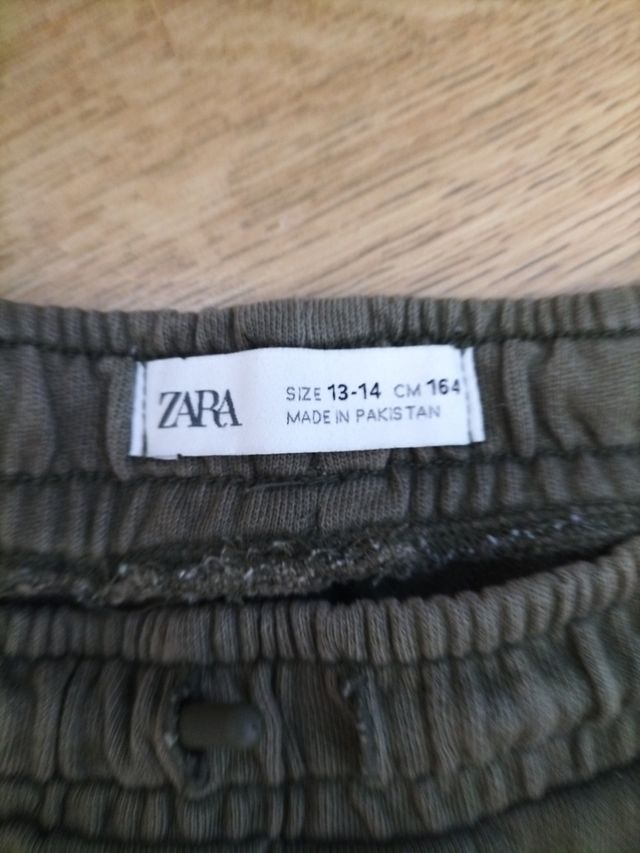 ZARA
SIZE 13-14 CM 164
MADE IN PAKISTAN